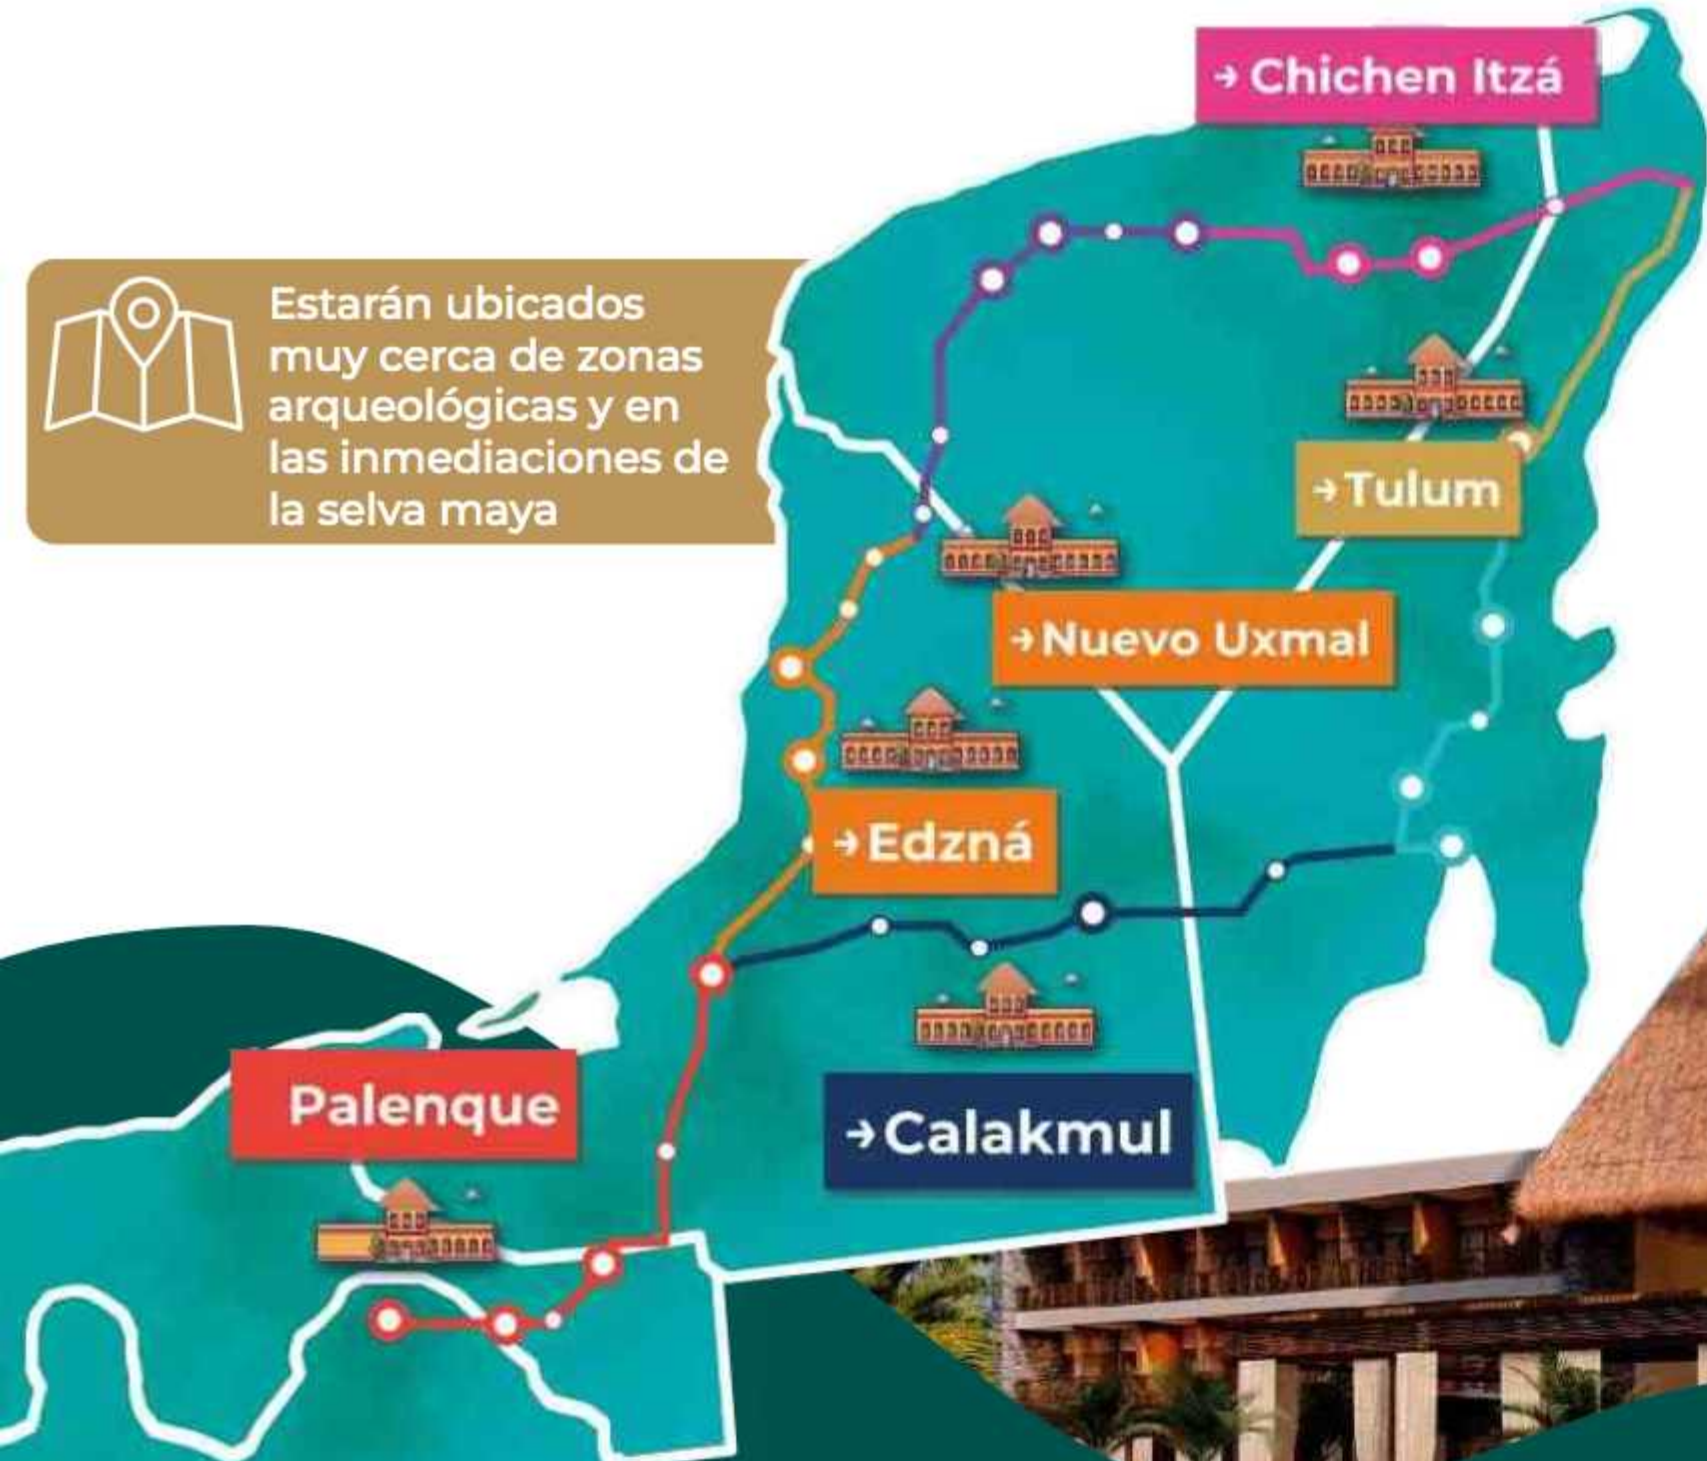 → Chichen Itzá
Estarán ubicados
muy cerca de zonas
arqueológicas y en
las inmediaciones de
la selva maya
→ Tulum
→ Nuevo Uxmal
→ Edzná
Palenque
→ Calakmul